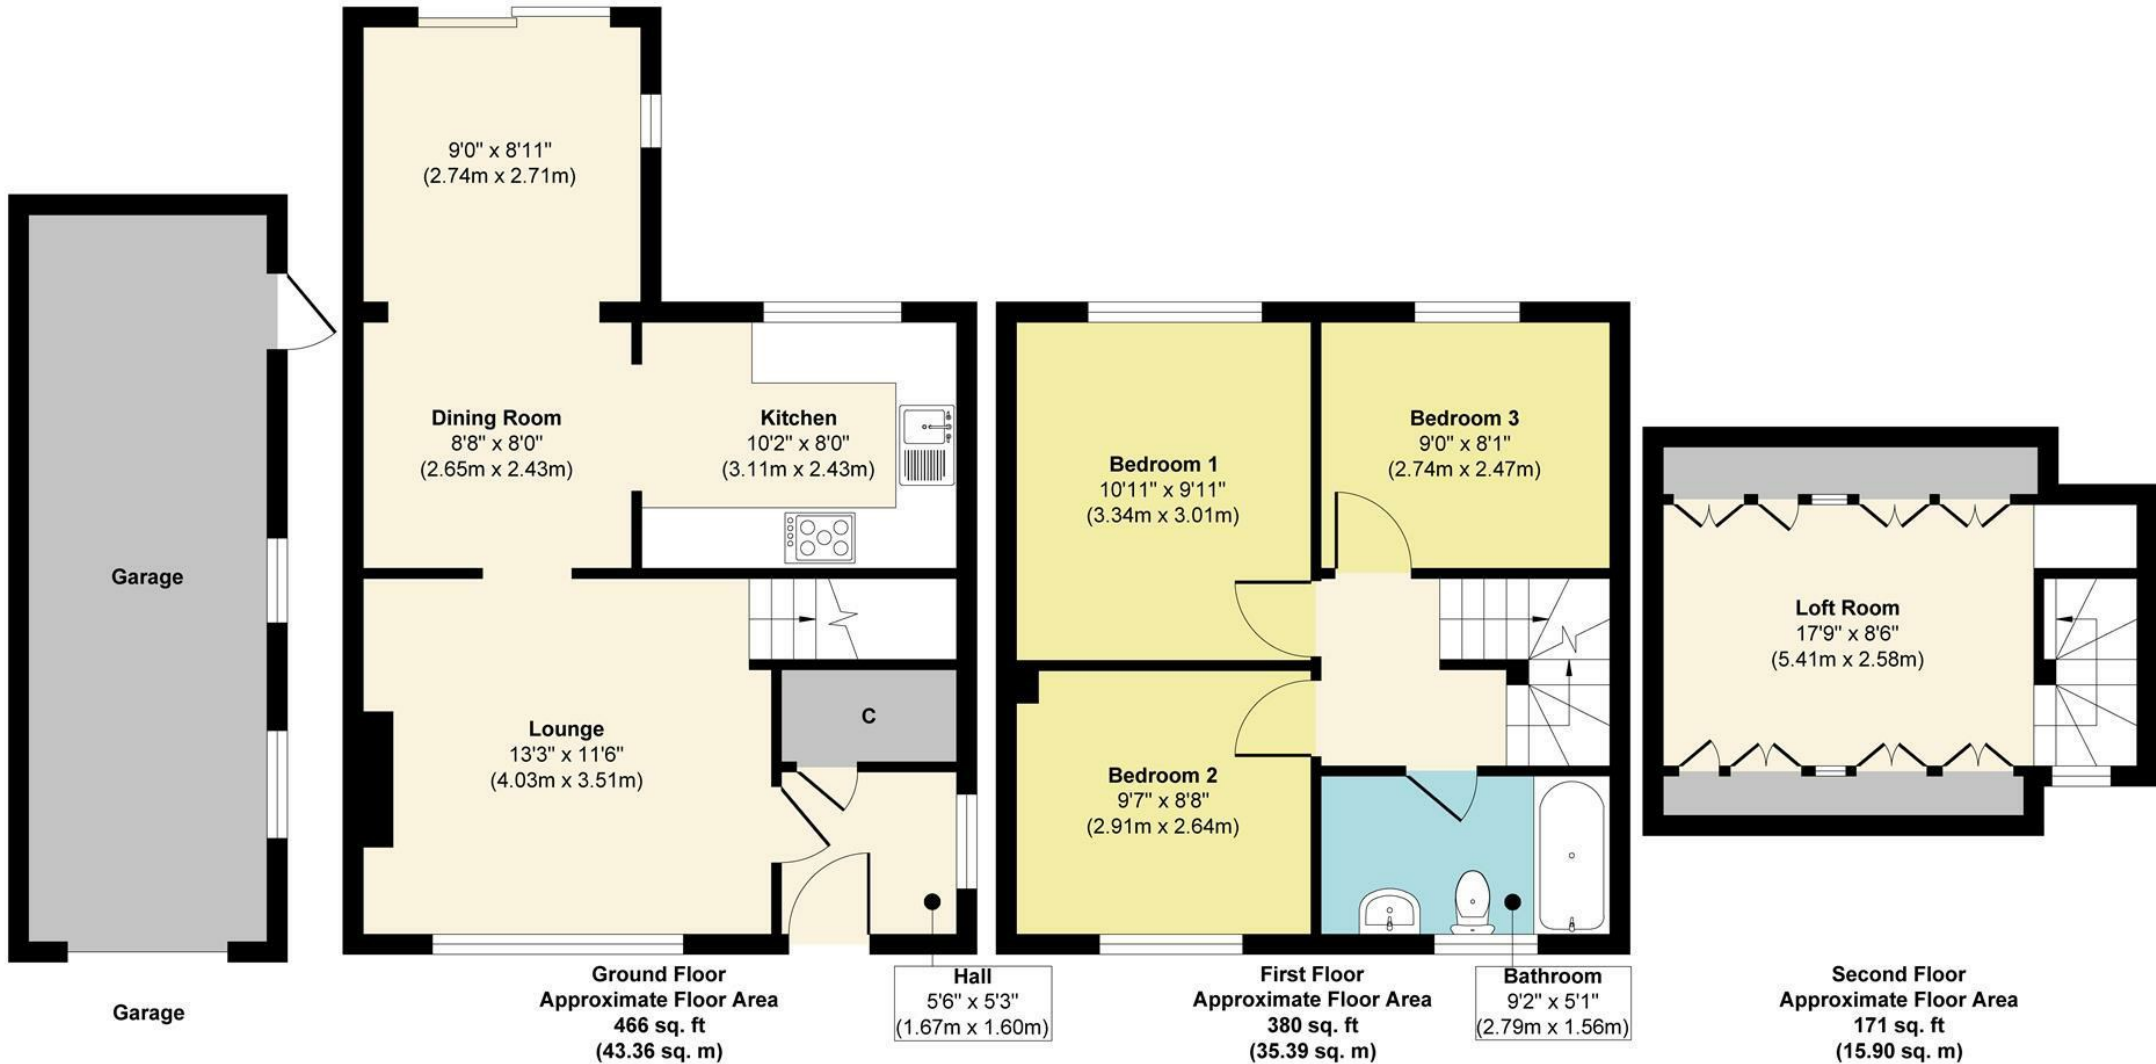 9'0" x 8'11"
(2.74m x 2.71m)
Dining Room
8'8" x 8'0"
(2.65m x 2.43m)
Kitchen
10'2" x 8'0"
(3.11m x 2.43m)
Garage
Lounge
13'3" x 11'6"
(4.03m x 3.51m)
C
Bedroom 1
10'11" x 9'11"
(3.34m x 3.01m)
Bedroom 3
9'0" x 8'1"
(2.74m x 2.47m)
Bedroom 2
9'7" x 8'8"
(2.91m x 2.64m)
Loft Room
17'9" x 8'6"
(5.41m x 2.58m)
Garage
Ground Floor
Approximate Floor Area
466 sq. ft
(43.36 sq. m)
Hall
5'6" x 5'3"
(1.67m x 1.60m)
First Floor
Approximate Floor Area
380 sq. ft
(35.39 sq. m)
Bathroom
9'2" x 5'1"
(2.79m x 1.56m)
Second Floor
Approximate Floor Area
171 sq. ft
(15.90 sq. m)